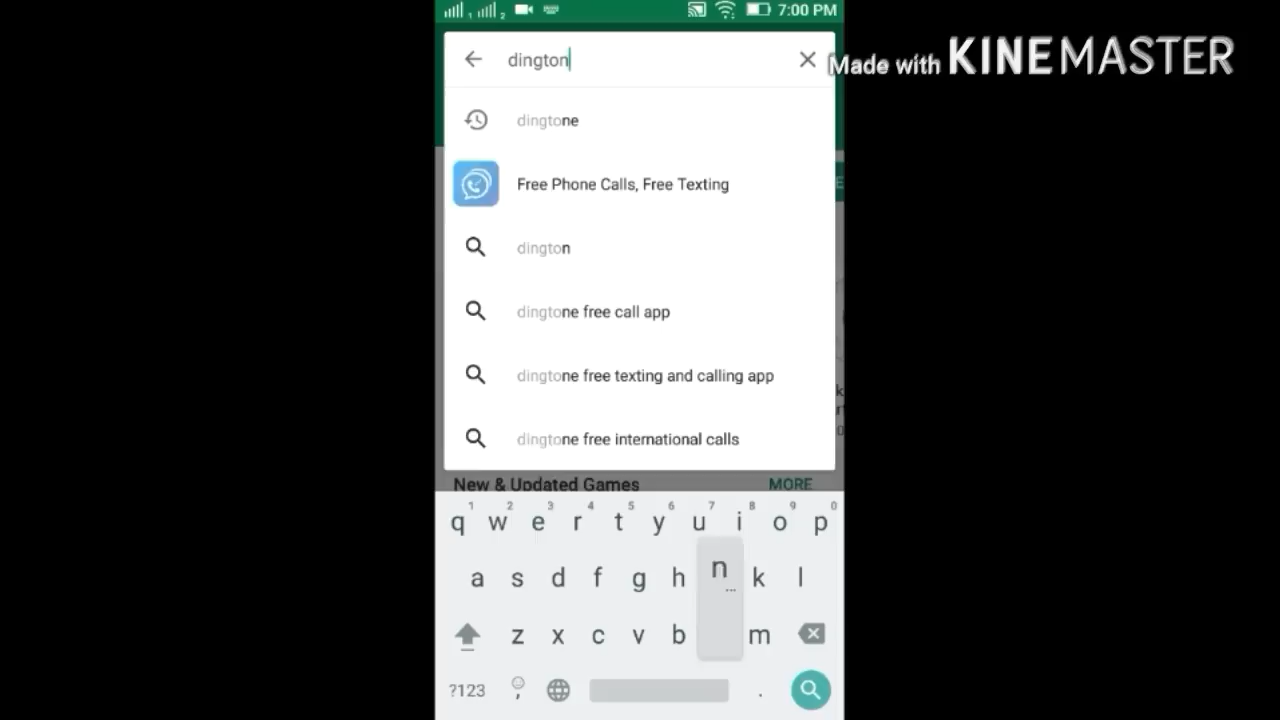 1 2 7:00 PM
dington
Made with KINEMASTER
dingtone
Free Phone Calls, Free Texting
dington
dingtone free call app
dingtone free texting and calling app
dingtone free international calls
New & Updated Games MORE
1 2 3 4 5 6 7 8 9 0
q w e r t y u i o p
a s d f g h n ... k l
z x c v b m
?123 , .